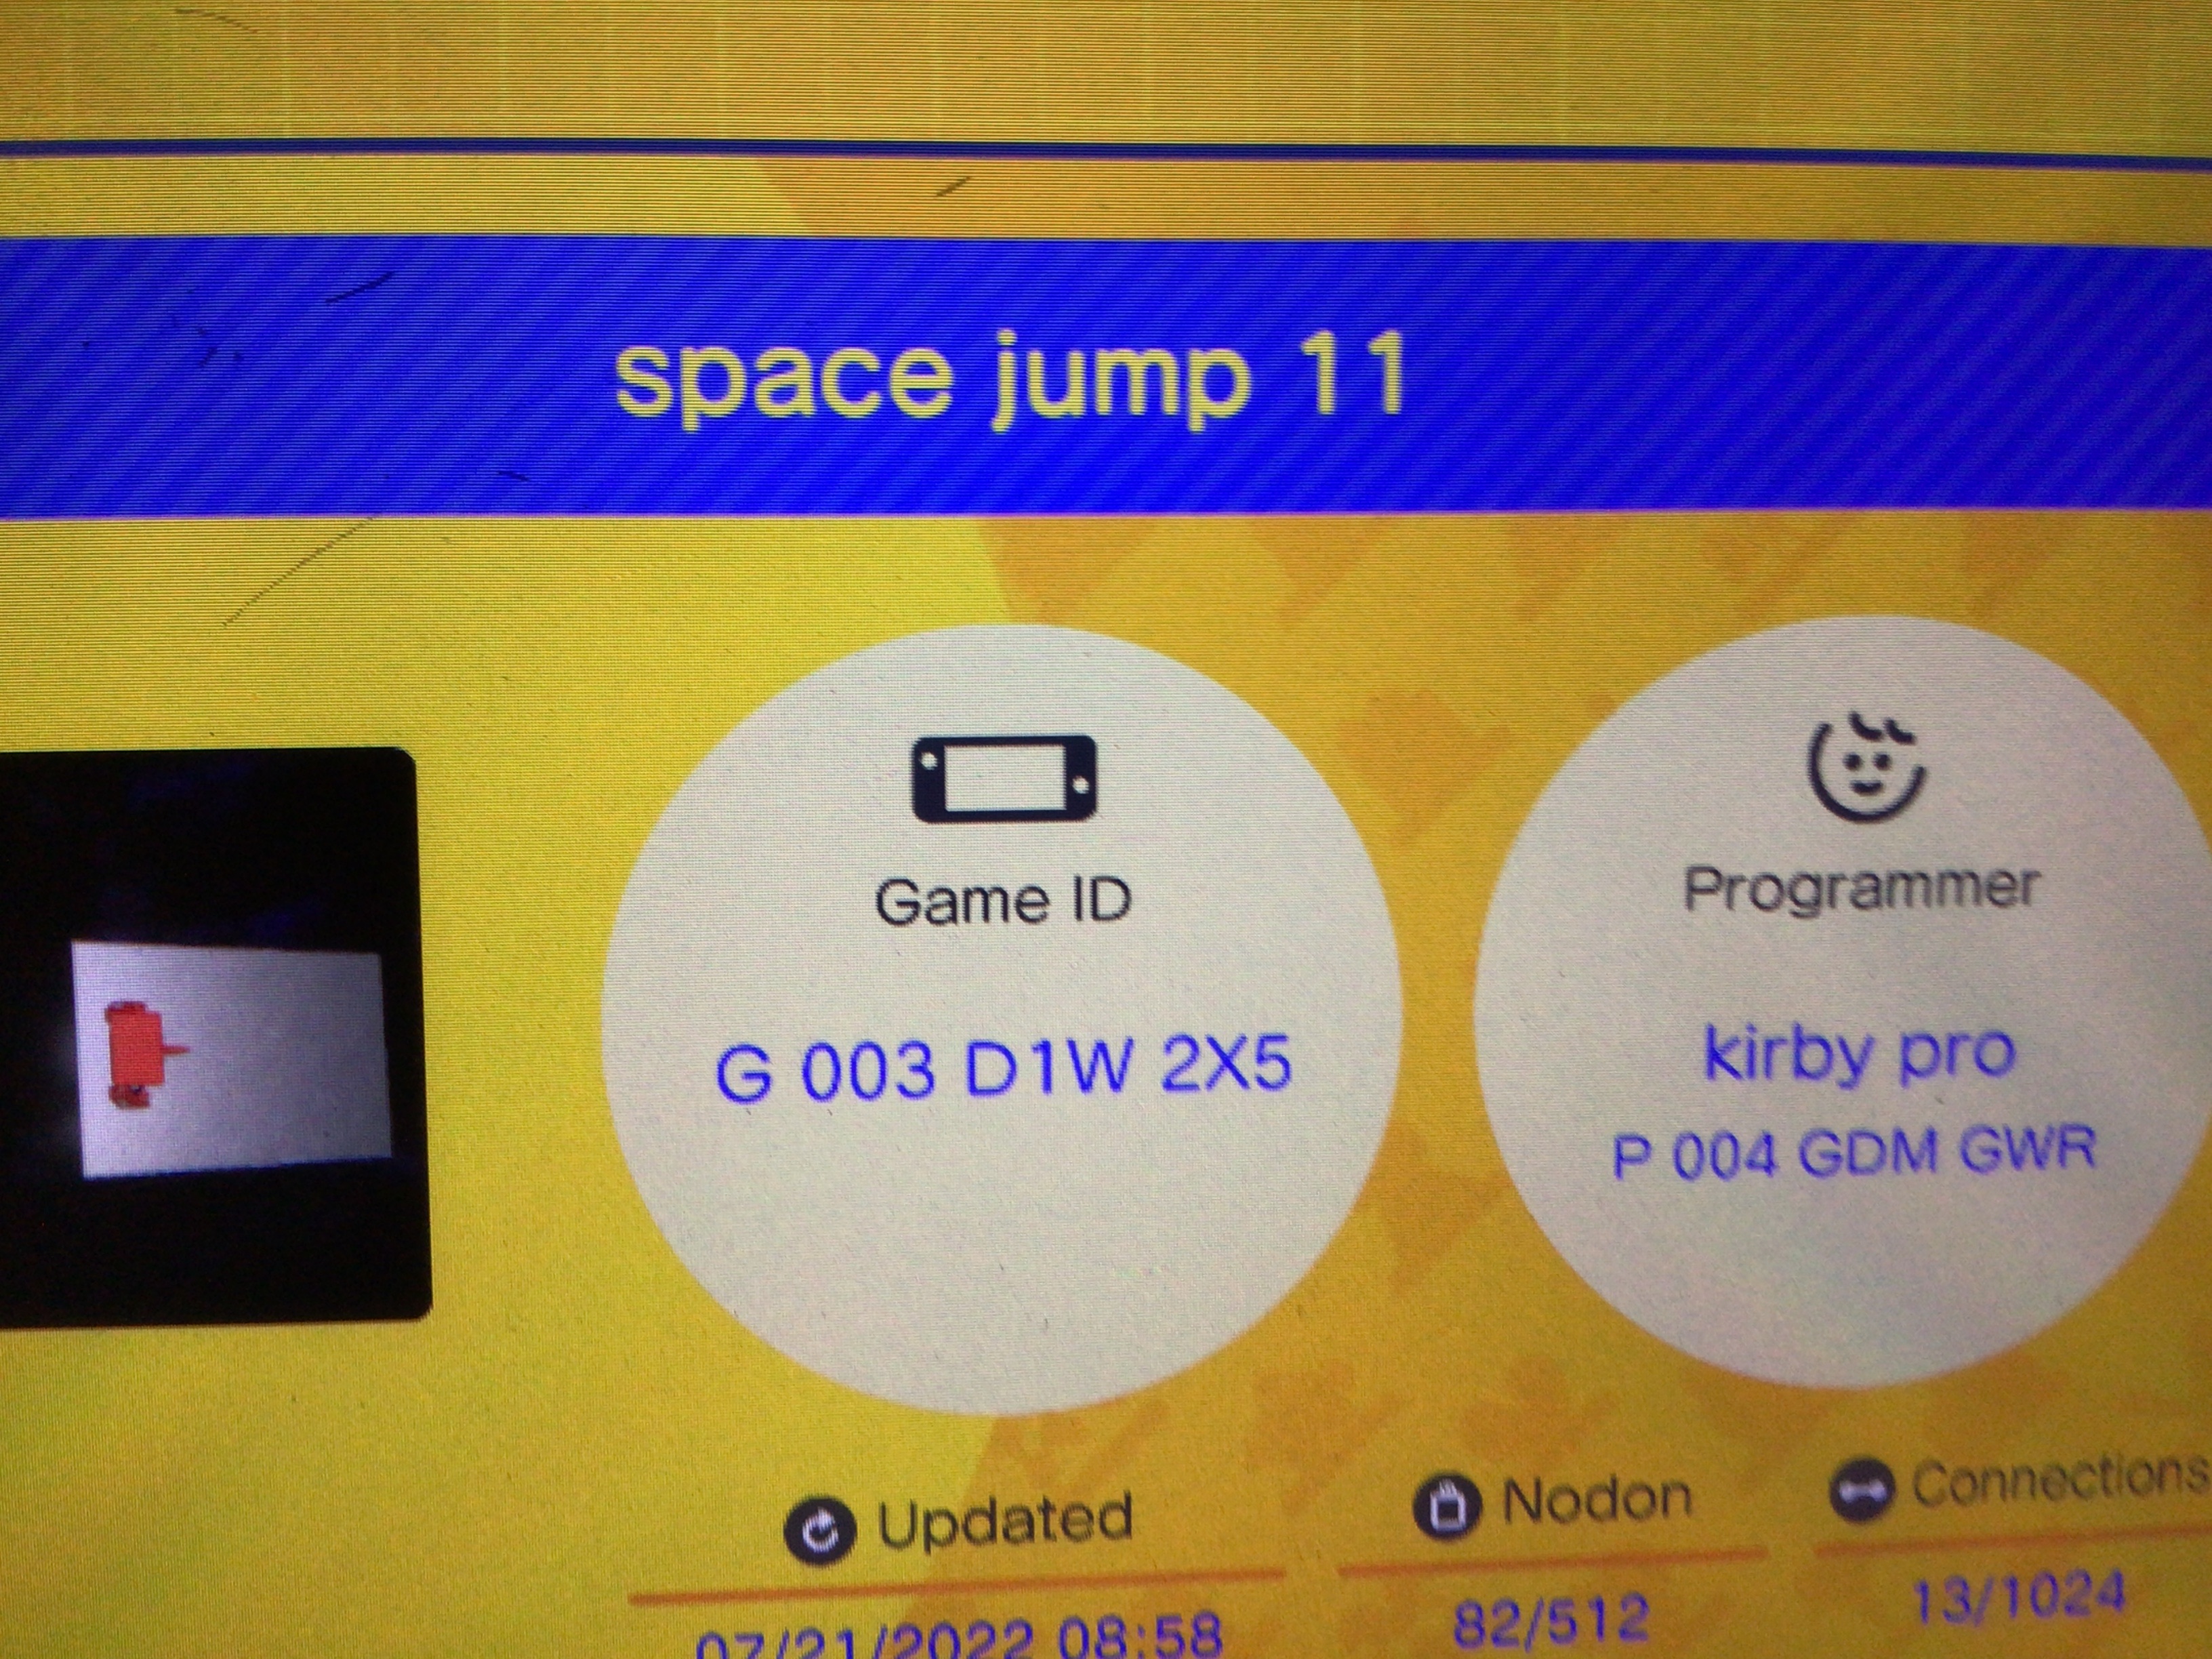 space jump 11
Game ID
G 003 D1W 2X5
Programmer
kirby pro
P 004 GDM GWR
Updated
07/21/2022 08:58
Nodon
82/512
Connections
13/1024